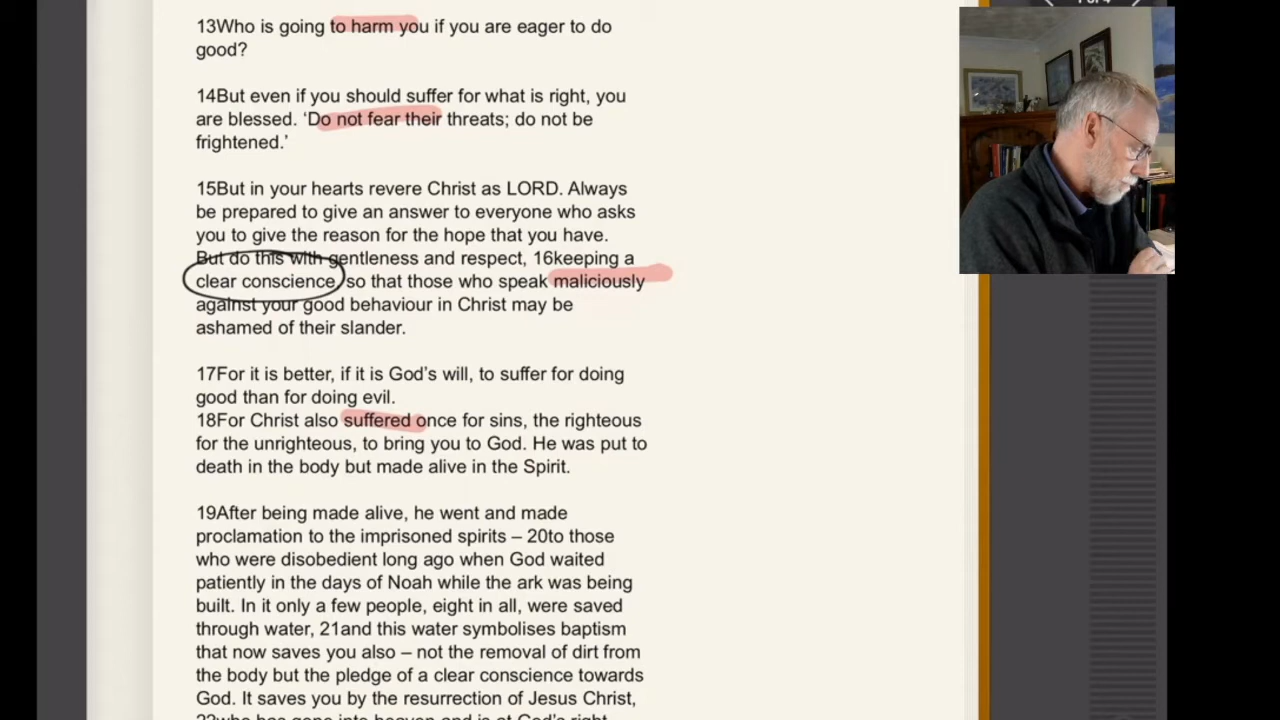 13Who is going to harm you if you are eager to do
good?
14But even if you should suffer for what is right, you
are blessed. ‘Do not fear their threats; do not be
frightened.’
15But in your hearts revere Christ as LORD. Always
be prepared to give an answer to everyone who asks
you to give the reason for the hope that you have.
But do this with gentleness and respect, 16keeping a
clear conscience, so that those who speak maliciously
against your good behaviour in Christ may be
ashamed of their slander.
17For it is better, if it is God’s will, to suffer for doing
good than for doing evil.
18For Christ also suffered once for sins, the righteous
for the unrighteous, to bring you to God. He was put to
death in the body but made alive in the Spirit.
19After being made alive, he went and made
proclamation to the imprisoned spirits – 20to those
who were disobedient long ago when God waited
patiently in the days of Noah while the ark was being
built. In it only a few people, eight in all, were saved
through water, 21and this water symbolises baptism
that now saves you also – not the removal of dirt from
the body but the pledge of a clear conscience towards
God. It saves you by the resurrection of Jesus Christ,
22who has gone into heaven and is at God’s right